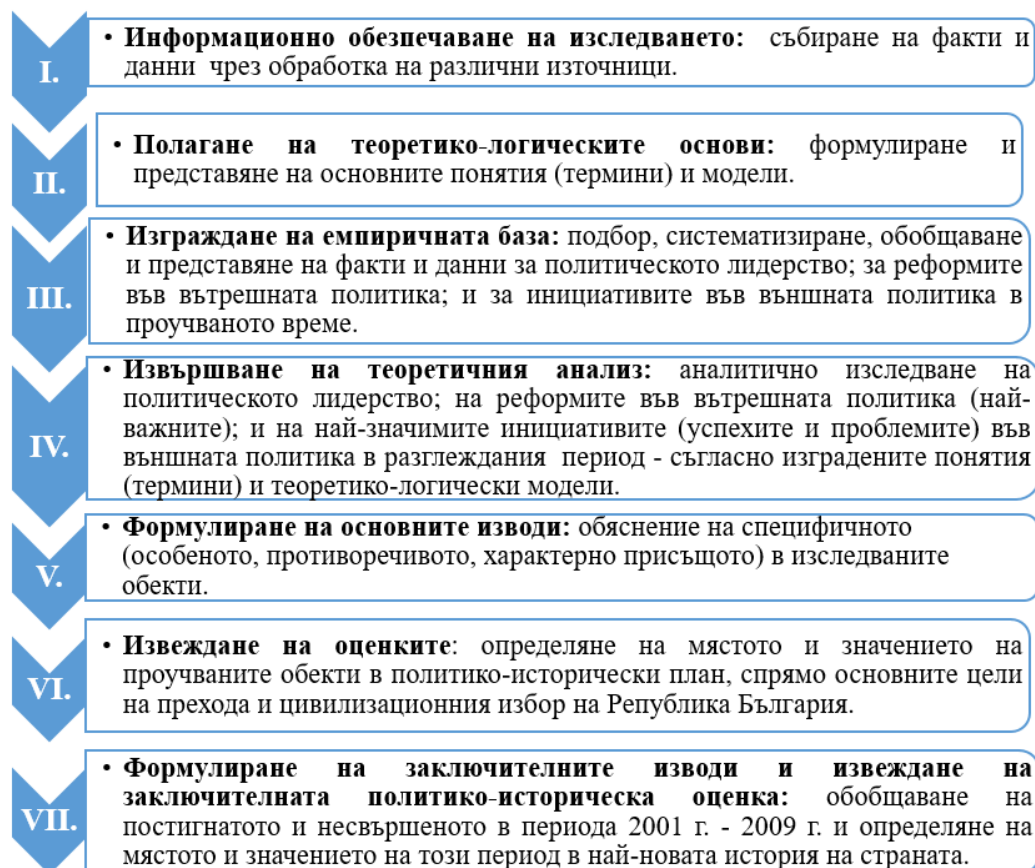 I.
• Информационно обезпечаване на изследването: събиране на факти и
данни чрез обработка на различни източници.
II.
• Полагане на теоретико-логическите основи: формулиране и
представяне на основните понятия (термини) и модели.
III.
• Изграждане на емпиричната база: подбор, систематизиране, обобщаване
и представяне на факти и данни за политическото лидерство; за реформите
във вътрешната политика; и за инициативите във външната политика в
проучваното време.
IV.
• Извършване на теоретичния анализ: аналитично изследване на
политическото лидерство; на реформите във вътрешната политика (най-
важните); и на най-значимите инициативите (успехите и проблемите) във
външната политика в разглеждания период - съгласно изградените понятия
(термини) и теоретико-логически модели.
V.
• Формулиране на основните изводи: обяснение на специфичното
(особеното, противоречивото, характерно присъщото) в изследваните
обекти.
VI.
• Извеждане на оценките: определяне на мястото и значението на
проучваните обекти в политико-исторически план, спрямо основните цели
на прехода и цивилизационния избор на Република България.
VII.
• Формулиране на заключителните изводи и извеждане на
заключителната политико-историческа оценка: обобщаване на
постигнатото и несвършеното в периода 2001 г. - 2009 г. и определяне на
мястото и значението на този период в най-новата история на страната.